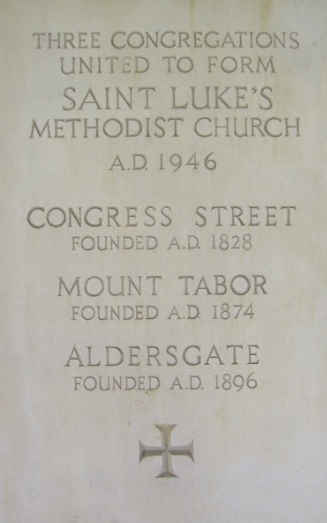 THREE CONGREGATIONS
UNITED TO FORM
SAINT LUKE'S
METHODIST CHURCH
A.D. 1946
CONGRESS STREET
FOUNDED A.D. 1828
MOUNT TABOR
FOUNDED A.D. 1874
ALDERSGATE
FOUNDED A.D. 1896